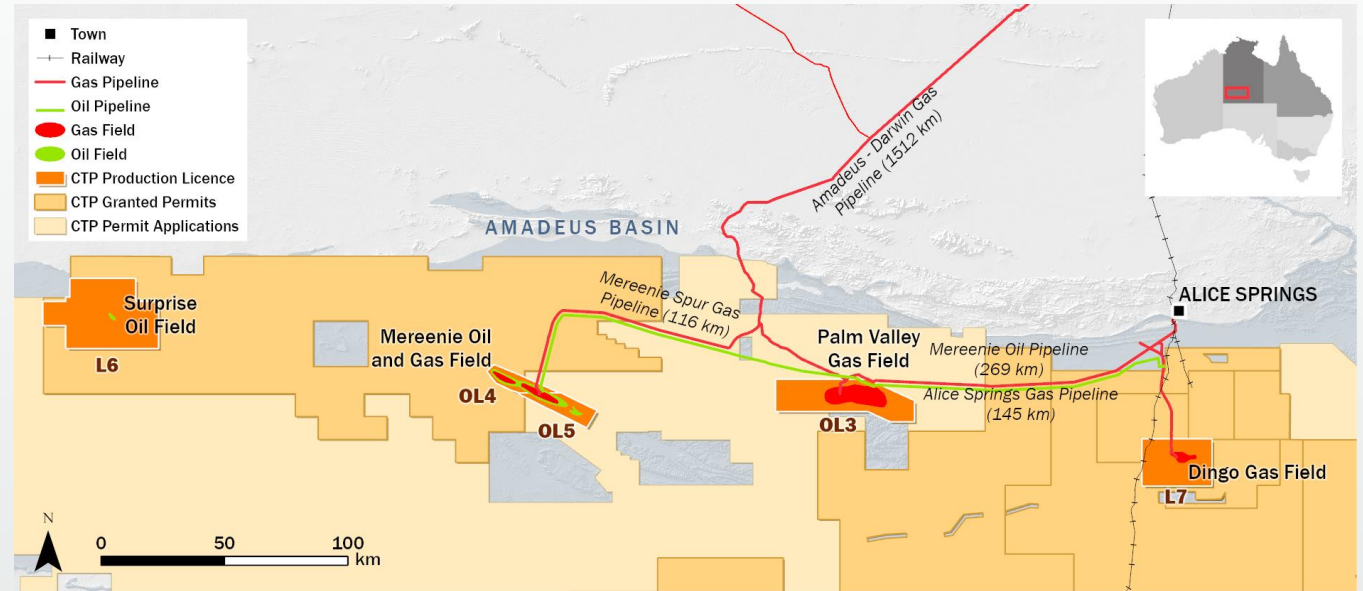 Town
Railway
Gas Pipeline
Oil Pipeline
Gas Field
Oil Field
CTP Production Licence
CTP Granted Permits
CTP Permit Applications
Amadeus - Darwin Gas
Pipeline (1512 km)
AMADEUS BASIN
Mereenie Spur Gas
Pipeline (116 km)
ALICE SPRINGS
Surprise
Oil Field
L6
Mereenie Oil
and Gas Field
OL4
OL5
Palm Valley
Gas Field
OL3
Mereenie Oil Pipeline
(269 km)
Alice Springs Gas Pipeline
(145 km)
Dingo Gas Field
L7
N
0 50 100
km